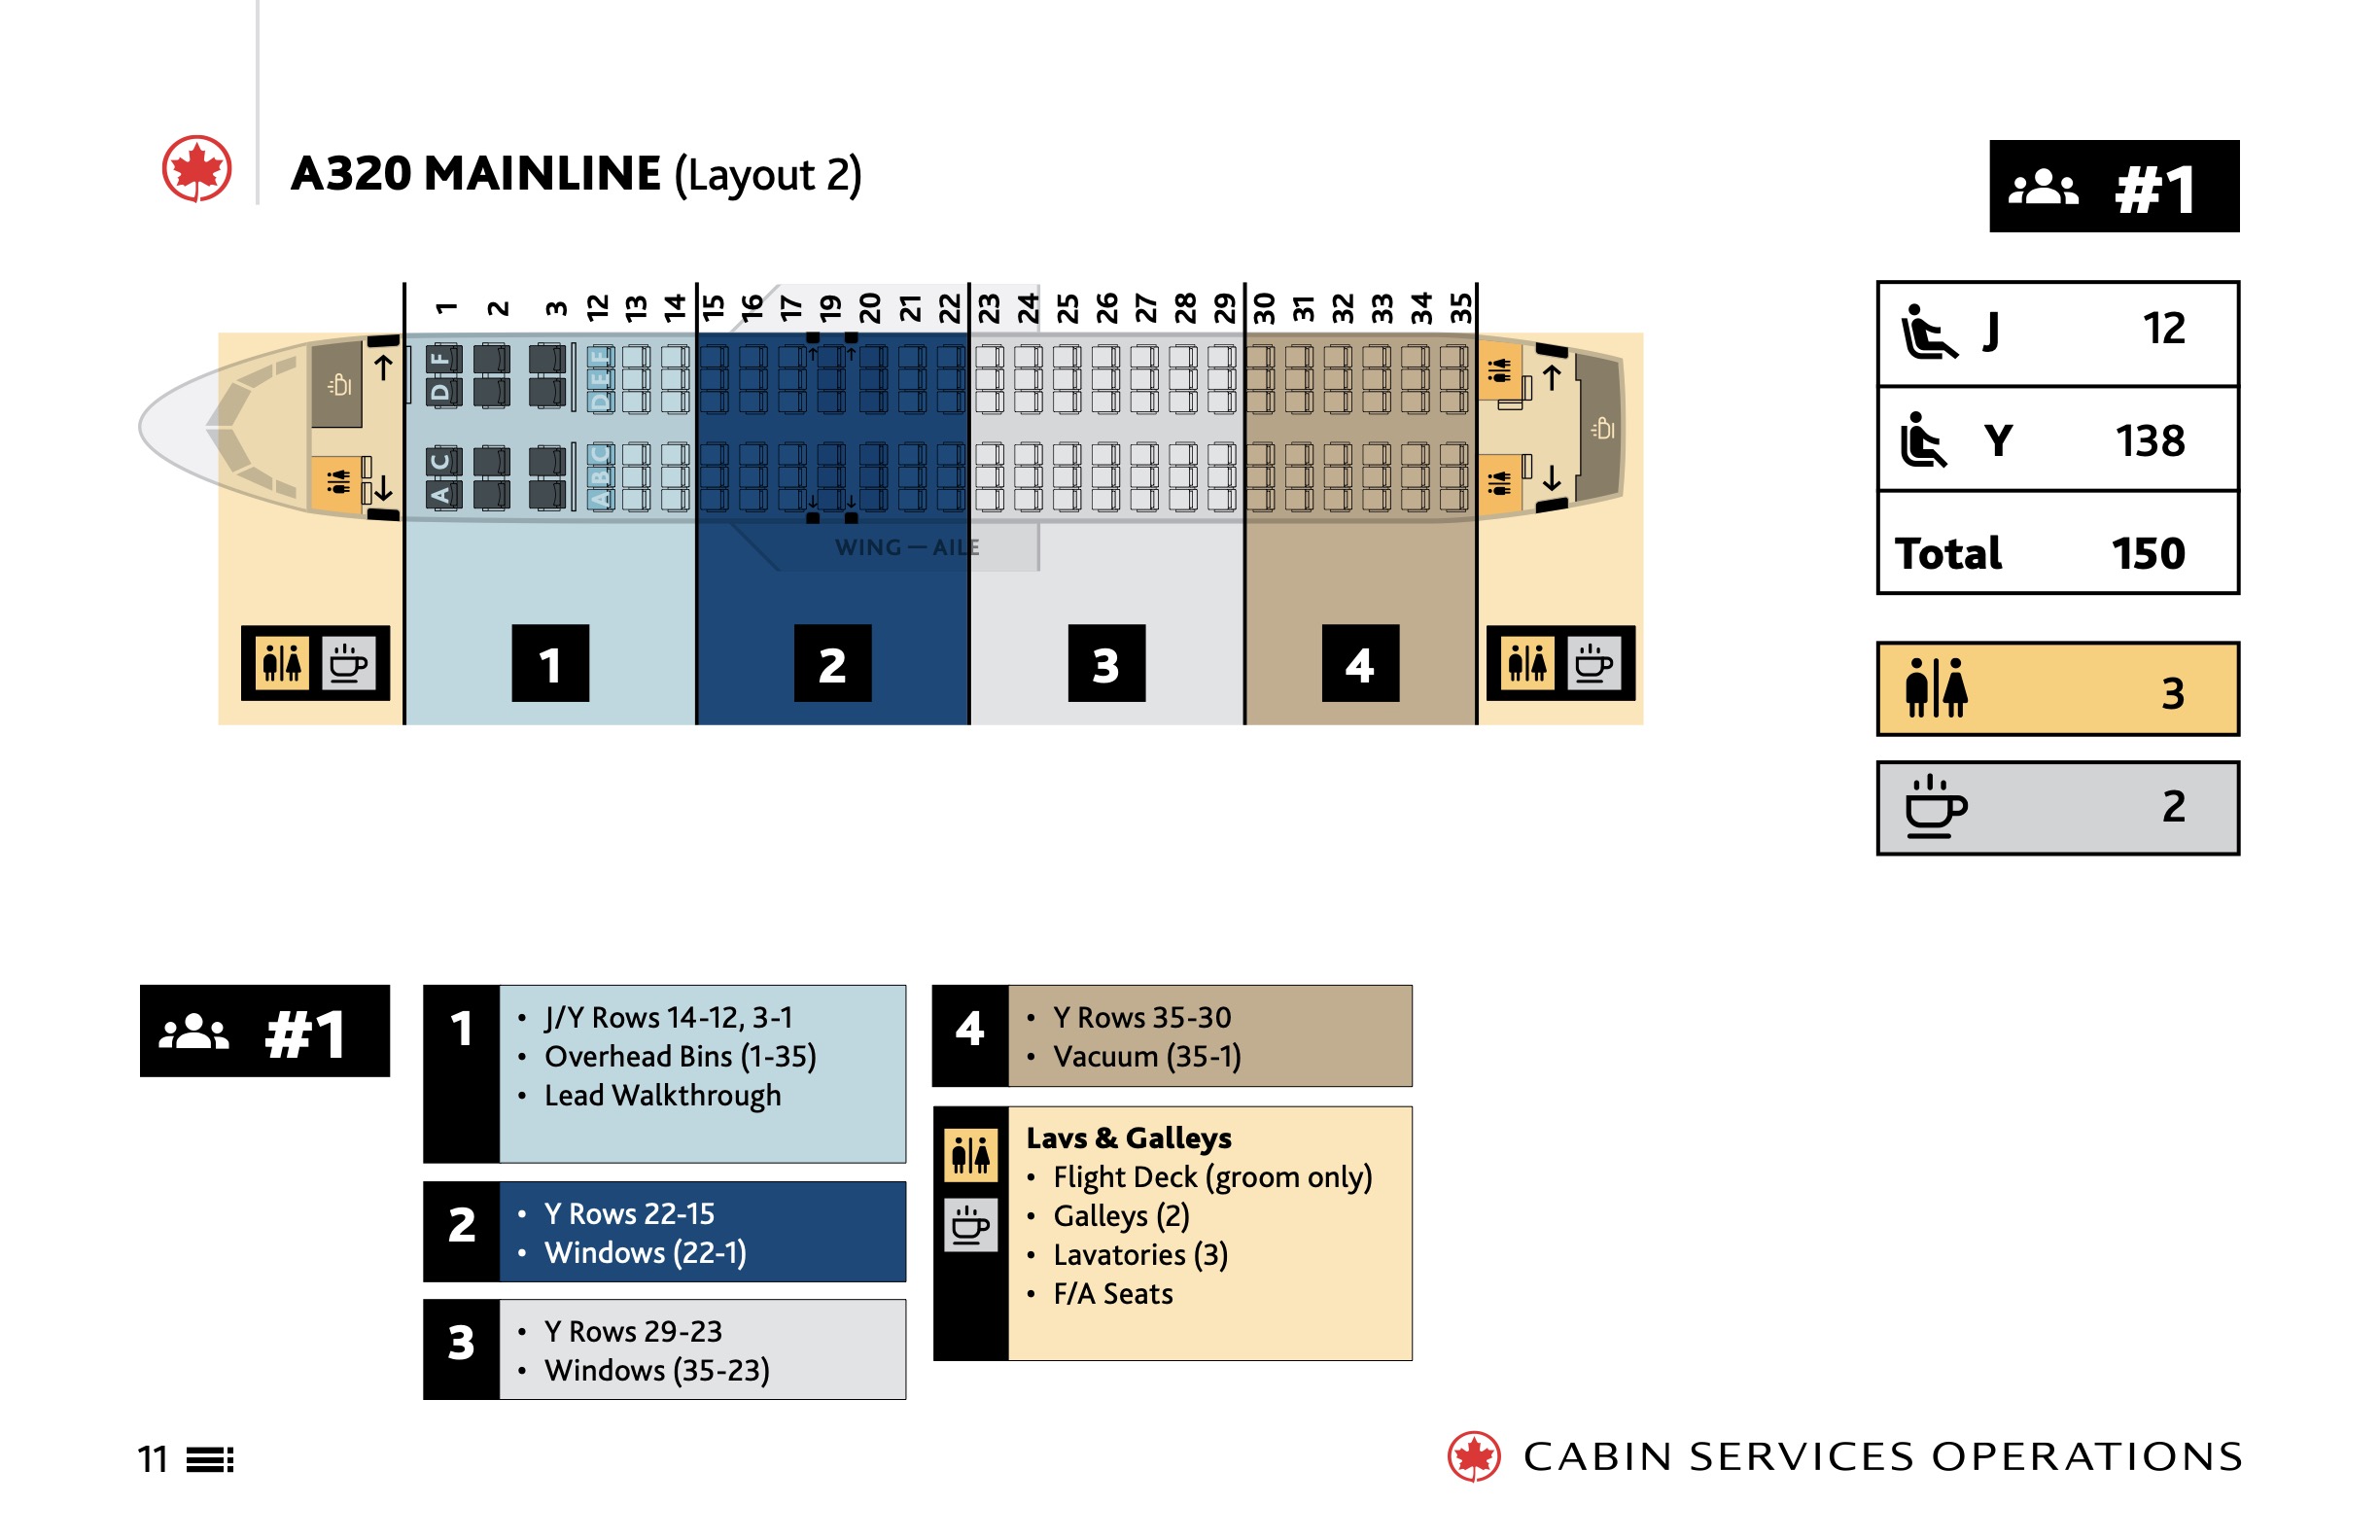 A320 MAINLINE (Layout 2)
#1
1 2 3 12 13 14 15 16 17 19 20 21 22 23 24 25 26 27 28 29 30 31 32 33 34 35
F
D
C
A
DEF
ABC
WING — AILE
1
2
3
4
J 12
Y 138
Total 150
3
2
#1
1
• J/Y Rows 14-12, 3-1
• Overhead Bins (1-35)
• Lead Walkthrough
2
• Y Rows 22-15
• Windows (22-1)
3
• Y Rows 29-23
• Windows (35-23)
4
• Y Rows 35-30
• Vacuum (35-1)
Lavs & Galleys
• Flight Deck (groom only)
• Galleys (2)
• Lavatories (3)
• F/A Seats
11
CABIN SERVICES OPERATIONS